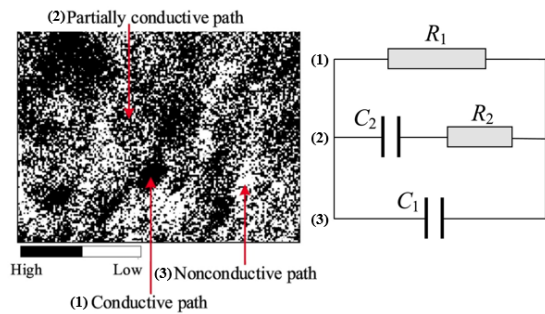 (2)Partially conductive path
High Low
(3)Nonconductive path
(1) Conductive path
(1) R1
(2) C2 R2
(3) C1